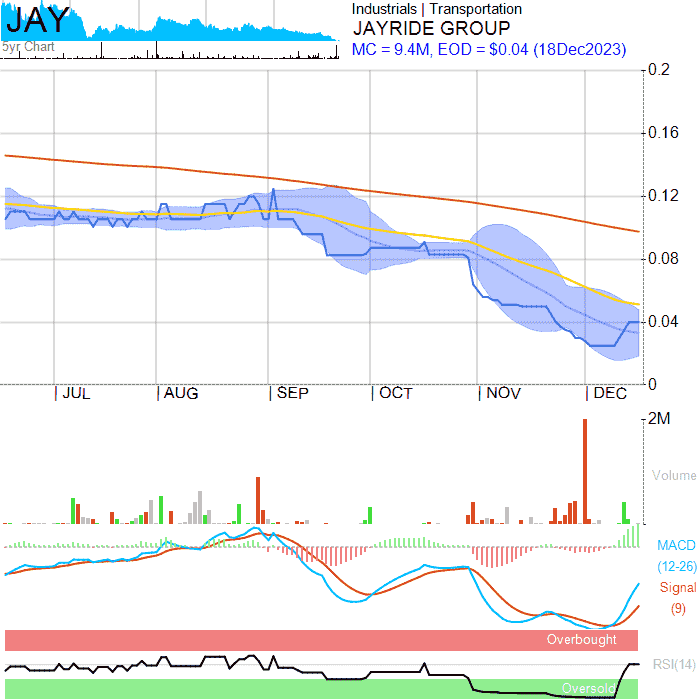 JAY
5yr Chart
Industrials | Transportation
JAYRIDE GROUP
MC = 9.4M, EOD = $0.04 (18Dec2023)
0.2
0.16
0.12
0.08
0.04
0
JUL AUG SEP OCT NOV DEC
2M
Volume
MACD
(12-26)
Signal
(9)
Overbought
RSI(14)
Oversold